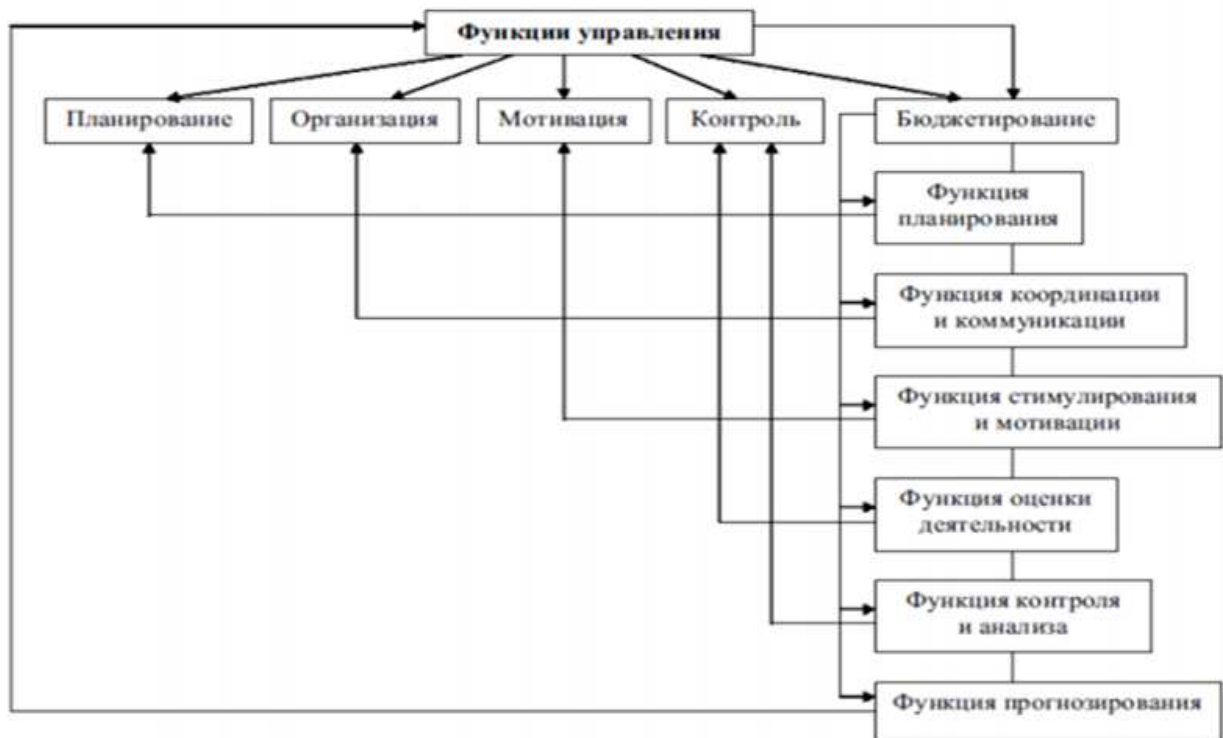 Функции управления
Планирование
Организация
Мотивация
Контроль
Бюджетирование
Функция
планирования
Функция координации
и коммуникации
Функция стимулирования
и мотивации
Функция оценки
деятельности
Функция контроля
и анализа
Функция прогнозирования